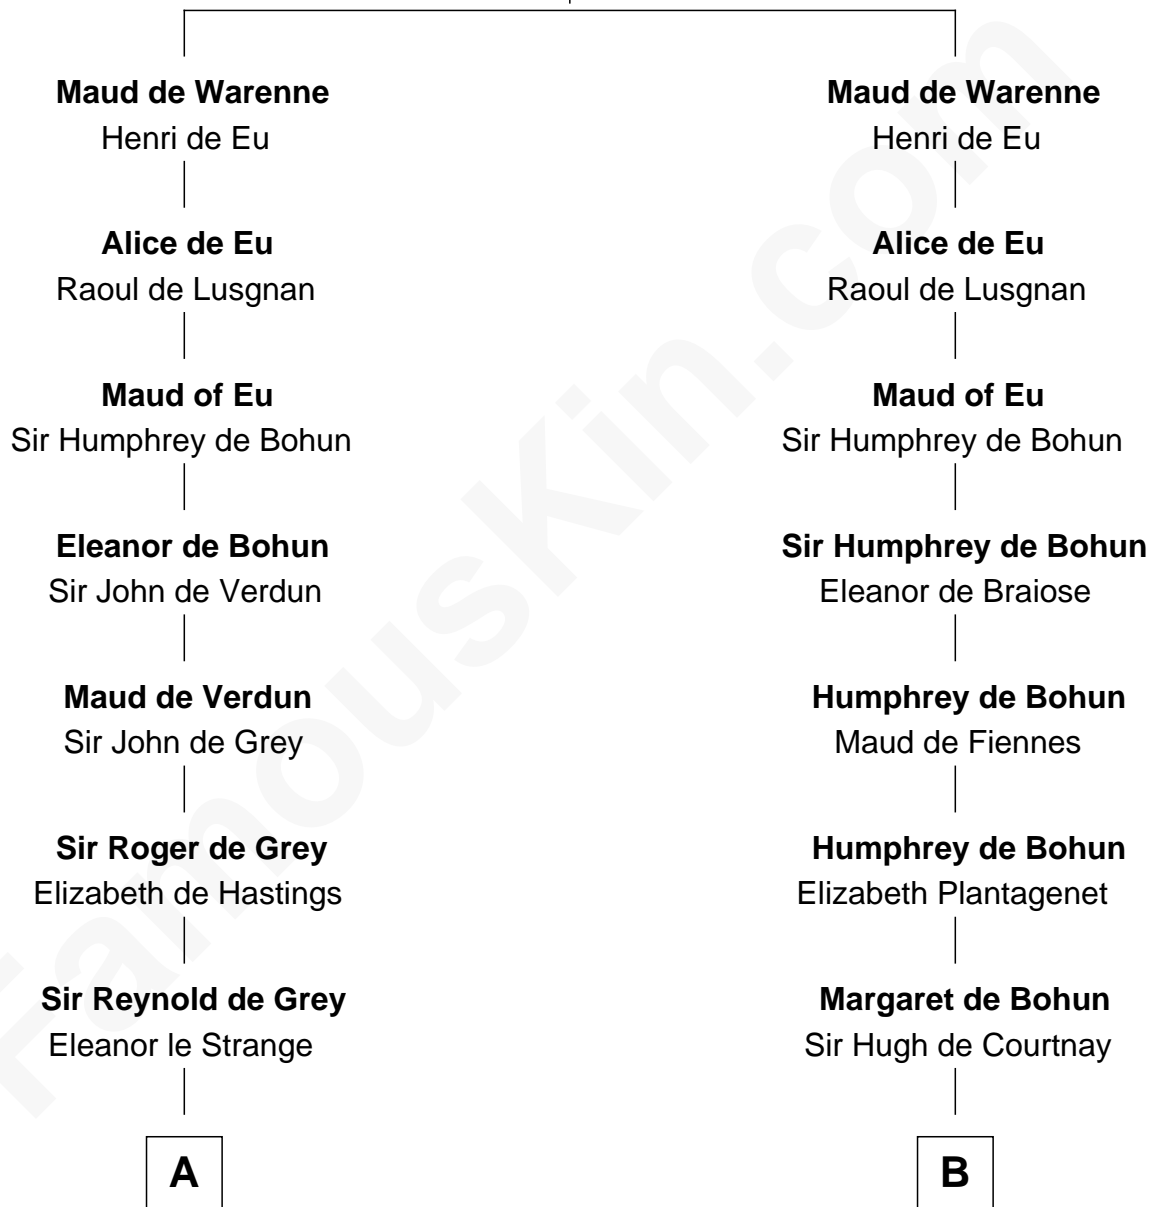 Maud de Warenne
Henri de Eu
Alice de Eu
Raoul de Lusgnan
Maud of Eu
Sir Humphrey de Bohun
Eleanor de Bohun
Sir John de Verdun
Maud de Verdun
Sir John de Grey
Sir Roger de Grey
Elizabeth de Hastings
Sir Reynold de Grey
Eleanor le Strange
A
Maud de Warenne
Henri de Eu
Alice de Eu
Raoul de Lusgnan
Maud of Eu
Sir Humphrey de Bohun
Sir Humphrey de Bohun
Eleanor de Braiose
Humphrey de Bohun
Maud de Fiennes
Humphrey de Bohun
Elizabeth Plantagenet
Margaret de Bohun
Sir Hugh de Courtnay
B
FamousKin.com